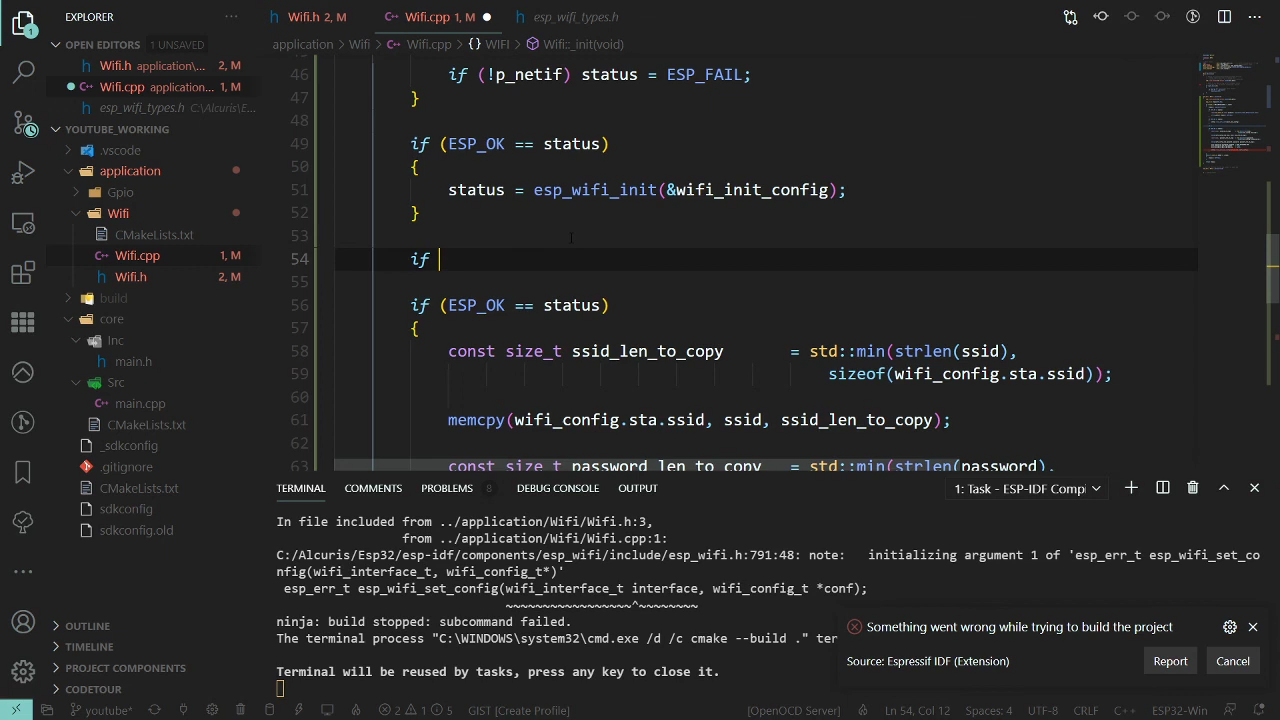 EXPLORER
Wifi.h 2, M
Wifi.cpp 1, M
esp_wifi_types.h
OPEN EDITORS 1 UNSAVED
application > Wifi > Wifi.cpp > {} WIFI > Wifi::_init(void)
Wifi.h application\... 2, M
Wifi.cpp application... 1, M
esp_wifi_types.h C:\Alcuris\E...
YOUTUBE_WORKING
.vscode
application
Gpio
Wifi
CMakeLists.txt
Wifi.cpp 1, M
Wifi.h 2, M
build
core
Inc
main.h
Src
main.cpp
CMakeLists.txt
_sdkconfig
.gitignore
CMakeLists.txt
sdkconfig
sdkconfig.old
OUTLINE
TIMELINE
PROJECT COMPONENTS
CODETOUR
46 if (!p_netif) status = ESP_FAIL;
47 }
48
49 if (ESP_OK == status)
50 {
51 status = esp_wifi_init(&wifi_init_config);
52 }
53
54 if
55
56 if (ESP_OK == status)
57 {
58 const size_t ssid_len_to_copy = std::min(strlen(ssid),
59 sizeof(wifi_config.sta.ssid));
60
61 memcpy(wifi_config.sta.ssid, ssid, ssid_len_to_copy);
62
63 const size_t password_len_to_copy = std::min(strlen(password),
TERMINAL COMMENTS PROBLEMS 8 DEBUG CONSOLE OUTPUT 1: Task - ESP-IDF Compi
In file included from ../application/Wifi/Wifi.h:3,
from ../application/Wifi/Wifi.cpp:1:
C:/Alcuris/Esp32/esp-idf/components/esp_wifi/include/esp_wifi.h:791:48: note: initializing argument 1 of 'esp_err_t esp_wifi_set_co
nfig(wifi_interface_t, wifi_config_t*)'
esp_err_t esp_wifi_set_config(wifi_interface_t interface, wifi_config_t *conf);
~~~~~~~~~~~~~~~~~^~~~~~~~~
ninja: build stopped: subcommand failed.
The terminal process "C:\WINDOWS\system32\cmd.exe /d /c cmake --build ." ter
Terminal will be reused by tasks, press any key to close it.
Something went wrong while trying to build the project
Source: Espressif IDF (Extension)
Report
Cancel
youtube* 2 1 5 GIST [Create Profile] [OpenOCD Server] Ln 54, Col 12 Spaces: 4 UTF-8 CRLF C++ ESP32-Win